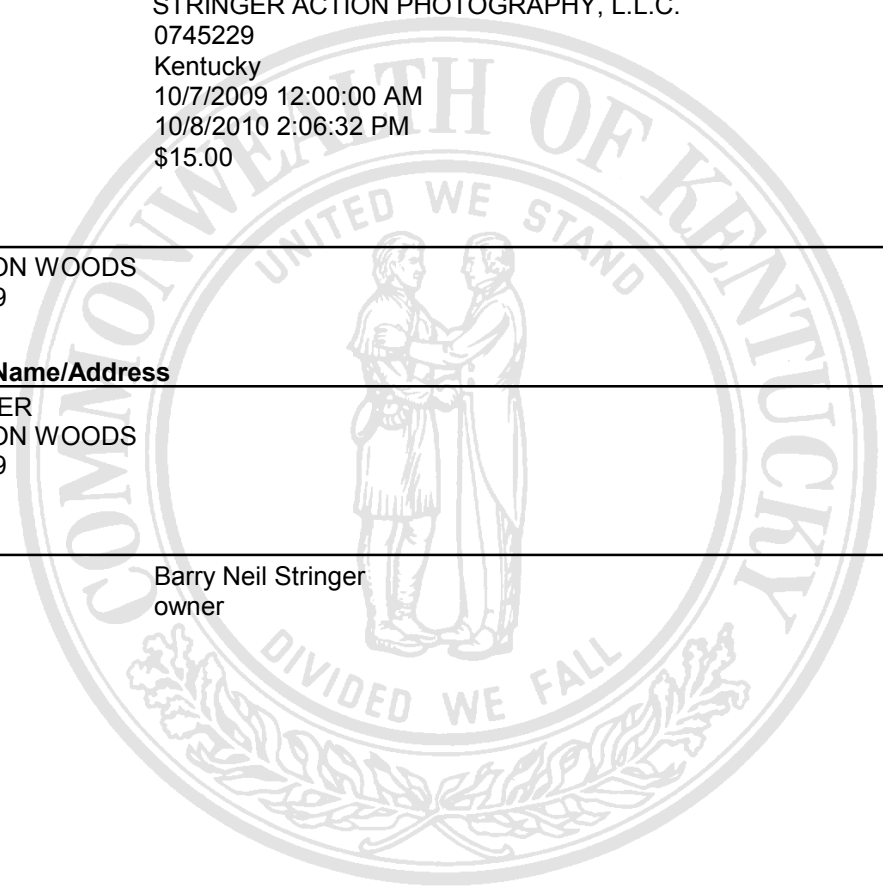 STRINGER ACTION PHOTOGRAPHY, L.L.C.
0745229
Kentucky
10/7/2009 12:00:00 AM
10/8/2010 2:06:32 PM
$15.00
ON WOODS
9
Name/Address
ER
ON WOODS
9
Barry Neil Stringer
owner
COMMONWEALTH OF KENTUCKY
UNITED WE STAND
DIVIDED WE FALL